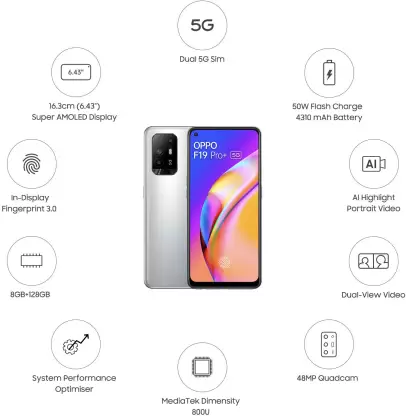 5G
Dual 5G Sim
6.43"
16.3cm (6.43")
Super AMOLED Display
50W Flash Charge
4310 mAh Battery
OPPO
F19 Pro+ 5G
AI
In-Display
Fingerprint 3.0
AI Highlight
Portrait Video
8GB+128GB
Dual-View Video
System Performance
Optimiser
MediaTek Dimensity
800U
48MP Quadcam